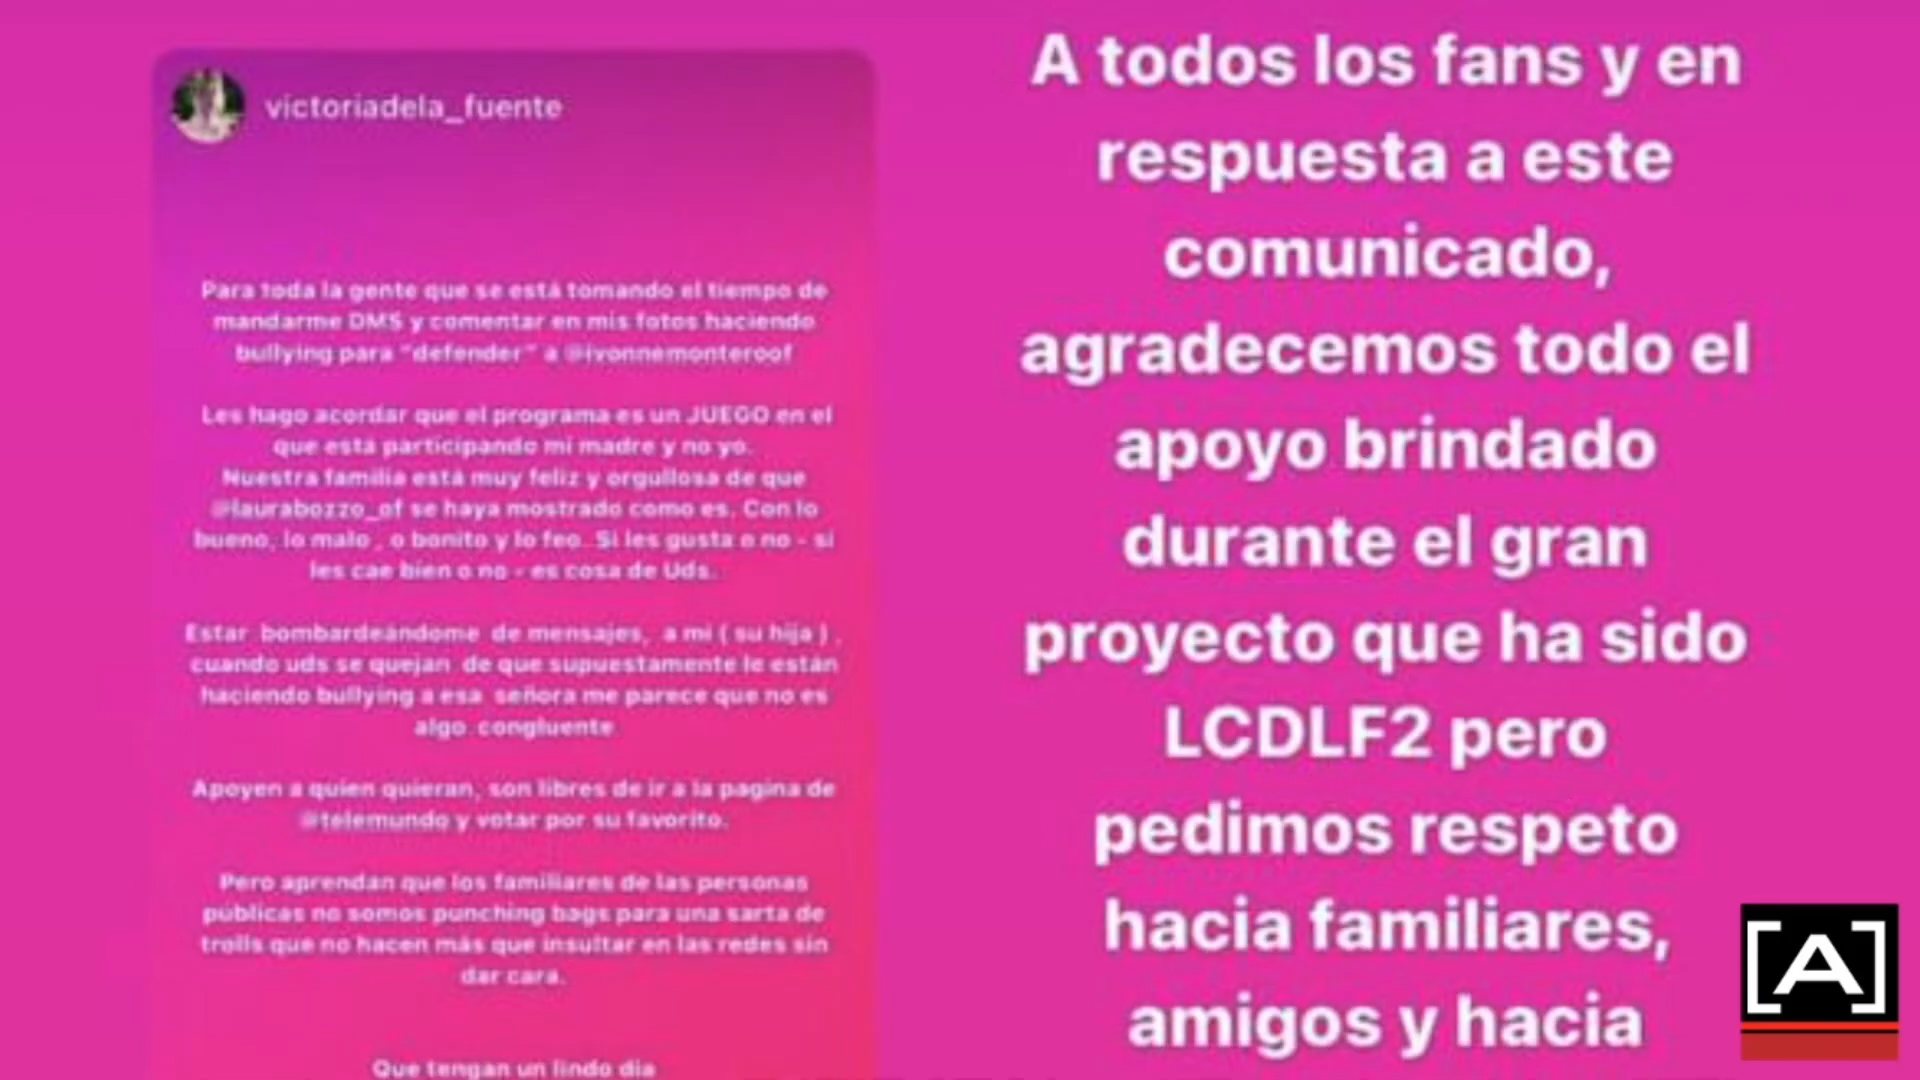 victoriadela_fuente
Para toda la gente que se está tomando el tiempo de
mandarme DMS y comentar en mis fotos haciendo
bullying para "defender" a @ivonnemonteroof
Les hago acordar que el programa es un JUEGO en el
que está participando mi madre y no yo.
Nuestra familia está muy feliz y orgullosa de que
@laurabozzo_of se haya mostrado como es. Con lo
bueno, lo malo , o bonito y lo feo. Si les gusta o no - si
les cae bien o no - es cosa de Uds.
Estar bombardeándome de mensajes, a mi ( su hija ) ,
cuando uds se quejan de que supuestamente le están
haciendo bullying a esa señora me parece que no es
algo congluente
Apoyen a quien quieran, son libres de ir a la pagina de
@telemundo y votar por su favorito.
Pero aprendan que los familiares de las personas
públicas no somos punching bags para una sarta de
trolls que no hacen más que insultar en las redes sin
dar cara.
Que tengan un lindo dia
A todos los fans y en
respuesta a este
comunicado,
agradecemos todo el
apoyo brindado
durante el gran
proyecto que ha sido
LCDLF2 pero
pedimos respeto
hacia familiares,
amigos y hacia
[A]